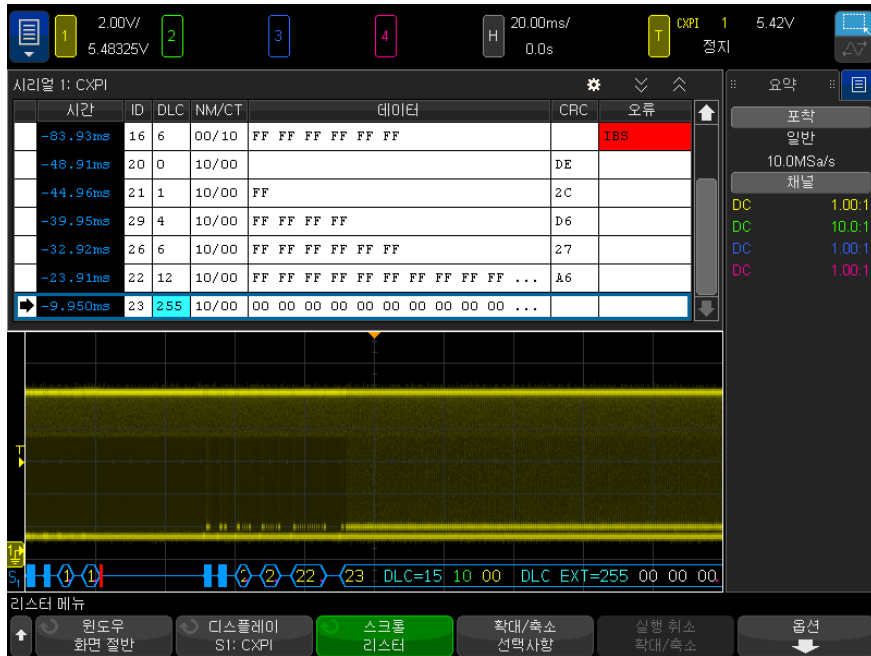 1 2.00V/ 5.48325V 2 3 4 H 20.00ms/ 0.0s T CXPI 1 5.42V 정지
시리얼 1: CXPI
시간 ID DLC NM/CT 데이터 CRC 오류
-83.93ms 16 6 00/10 FF FF FF FF FF FF IBS
-48.91ms 20 0 10/00 DE
-44.96ms 21 1 10/00 FF 2C
-39.95ms 29 4 10/00 FF FF FF FF D6
-32.92ms 26 6 10/00 FF FF FF FF FF FF 27
-23.91ms 22 12 10/00 FF FF FF FF FF FF FF FF FF FF ... A6
-9.950ms 23 255 10/00 00 00 00 00 00 00 00 00 00 00 ...
요약
포착
일반
10.0MSa/s
채널
DC 1.00:1
DC 10.0:1
DC 1.00:1
DC 1.00:1
T
1
S1 1 1 2 2 22 23 DLC=15 10 00 DLC EXT=255 00 00 00
리스터 메뉴
윈도우
화면 절반
디스플레이
S1: CXPI
스크롤
리스터
확대/축소
선택사항
실행 취소
확대/축소
옵션